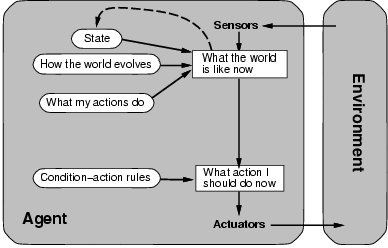 Sensors
State
How the world evolves
What the world
is like now
What my actions do
Condition–action rules
What action I
should do now
Agent
Actuators
Environment